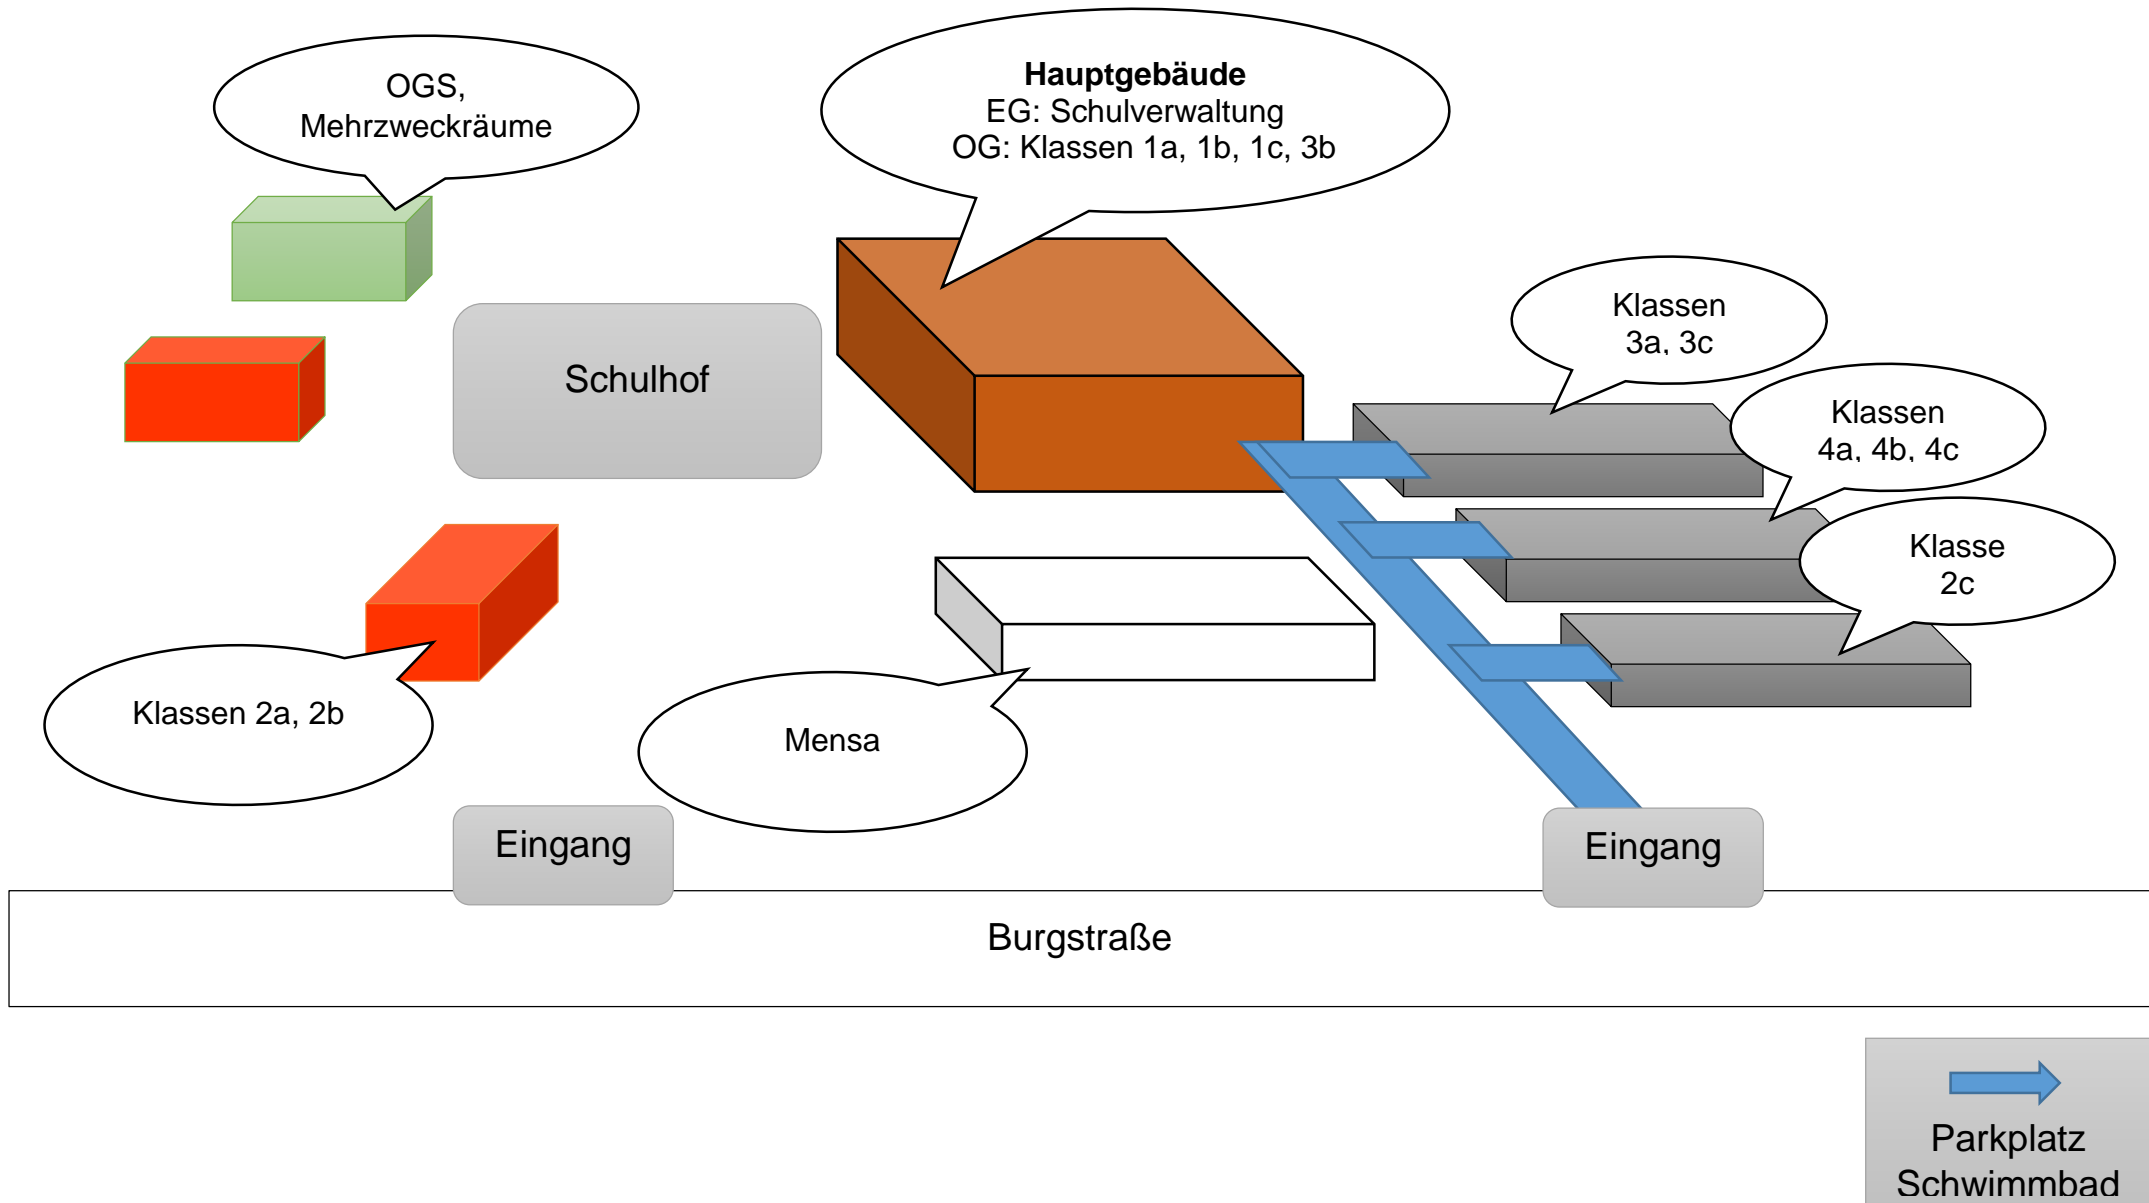 OGS,
Mehrzweckräume
Hauptgebäude
EG: Schulverwaltung
OG: Klassen 1a, 1b, 1c, 3b
Schulhof
Klassen
3a, 3c
Klassen
4a, 4b, 4c
Klasse
2c
Klassen 2a, 2b
Mensa
Eingang
Eingang
Burgstraße
Parkplatz
Schwimmbad